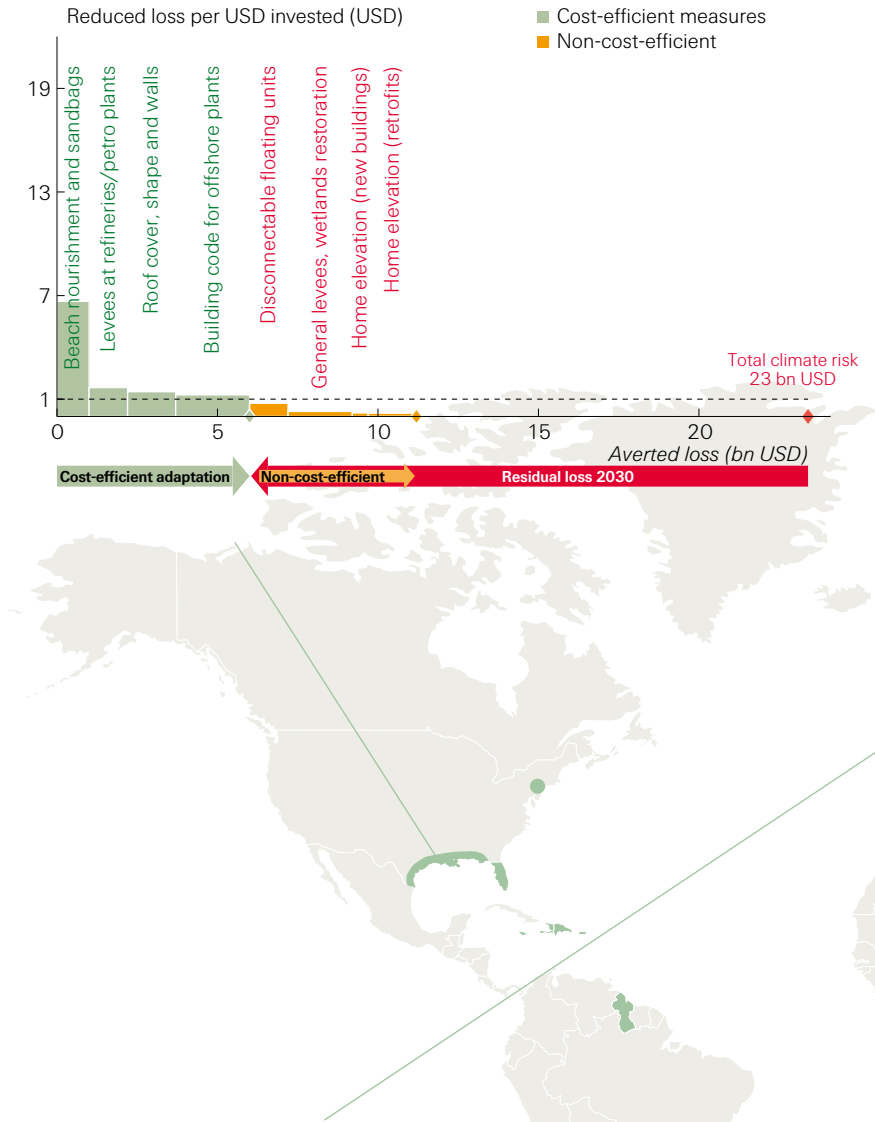 Reduced loss per USD invested (USD)
Cost-efficient measures
Non-cost-efficient
19
13
7
1
Beach nourishment and sandbags
Levees at refineries/petro plants
Roof cover, shape and walls
Building code for offshore plants
Disconnectable floating units
General levees, wetlands restoration
Home elevation (new buildings)
Home elevation (retrofits)
Total climate risk
23 bn USD
0
5
10
15
20
Averted loss (bn USD)
Cost-efficient adaptation
Non-cost-efficient
Residual loss 2030